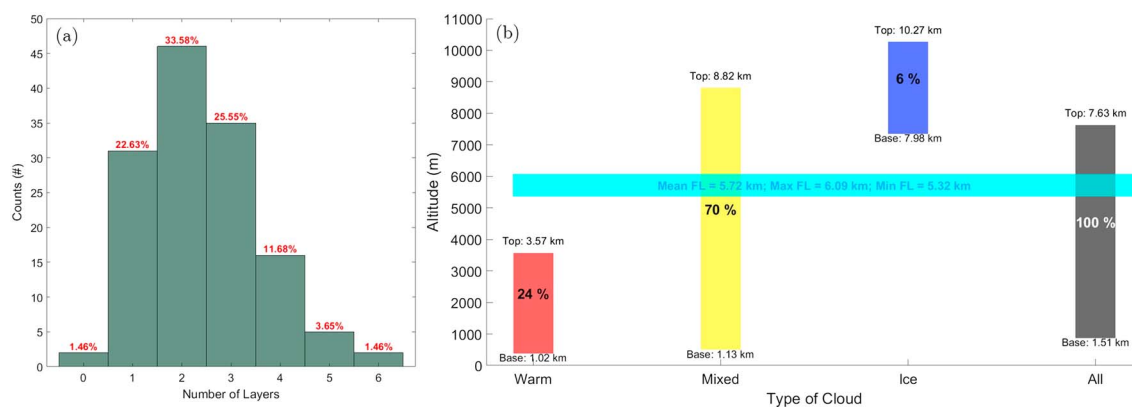 (a)
50
45
40
35
30
25
20
15
10
5
0
Counts (#)
1.46%
22.63%
33.58%
25.55%
11.68%
3.65%
1.46%
0 1 2 3 4 5 6
Number of Layers
(b)
11000
10000
9000
8000
7000
6000
5000
4000
3000
2000
1000
0
Altitude (m)
Top: 3.57 km
24 %
Base: 1.02 km
Top: 8.82 km
70 %
Base: 1.13 km
Top: 10.27 km
6 %
Base: 7.98 km
Top: 7.63 km
100 %
Base: 1.51 km
Mean FL = 5.72 km; Max FL = 6.09 km; Min FL = 5.32 km
Warm Mixed Ice All
Type of Cloud